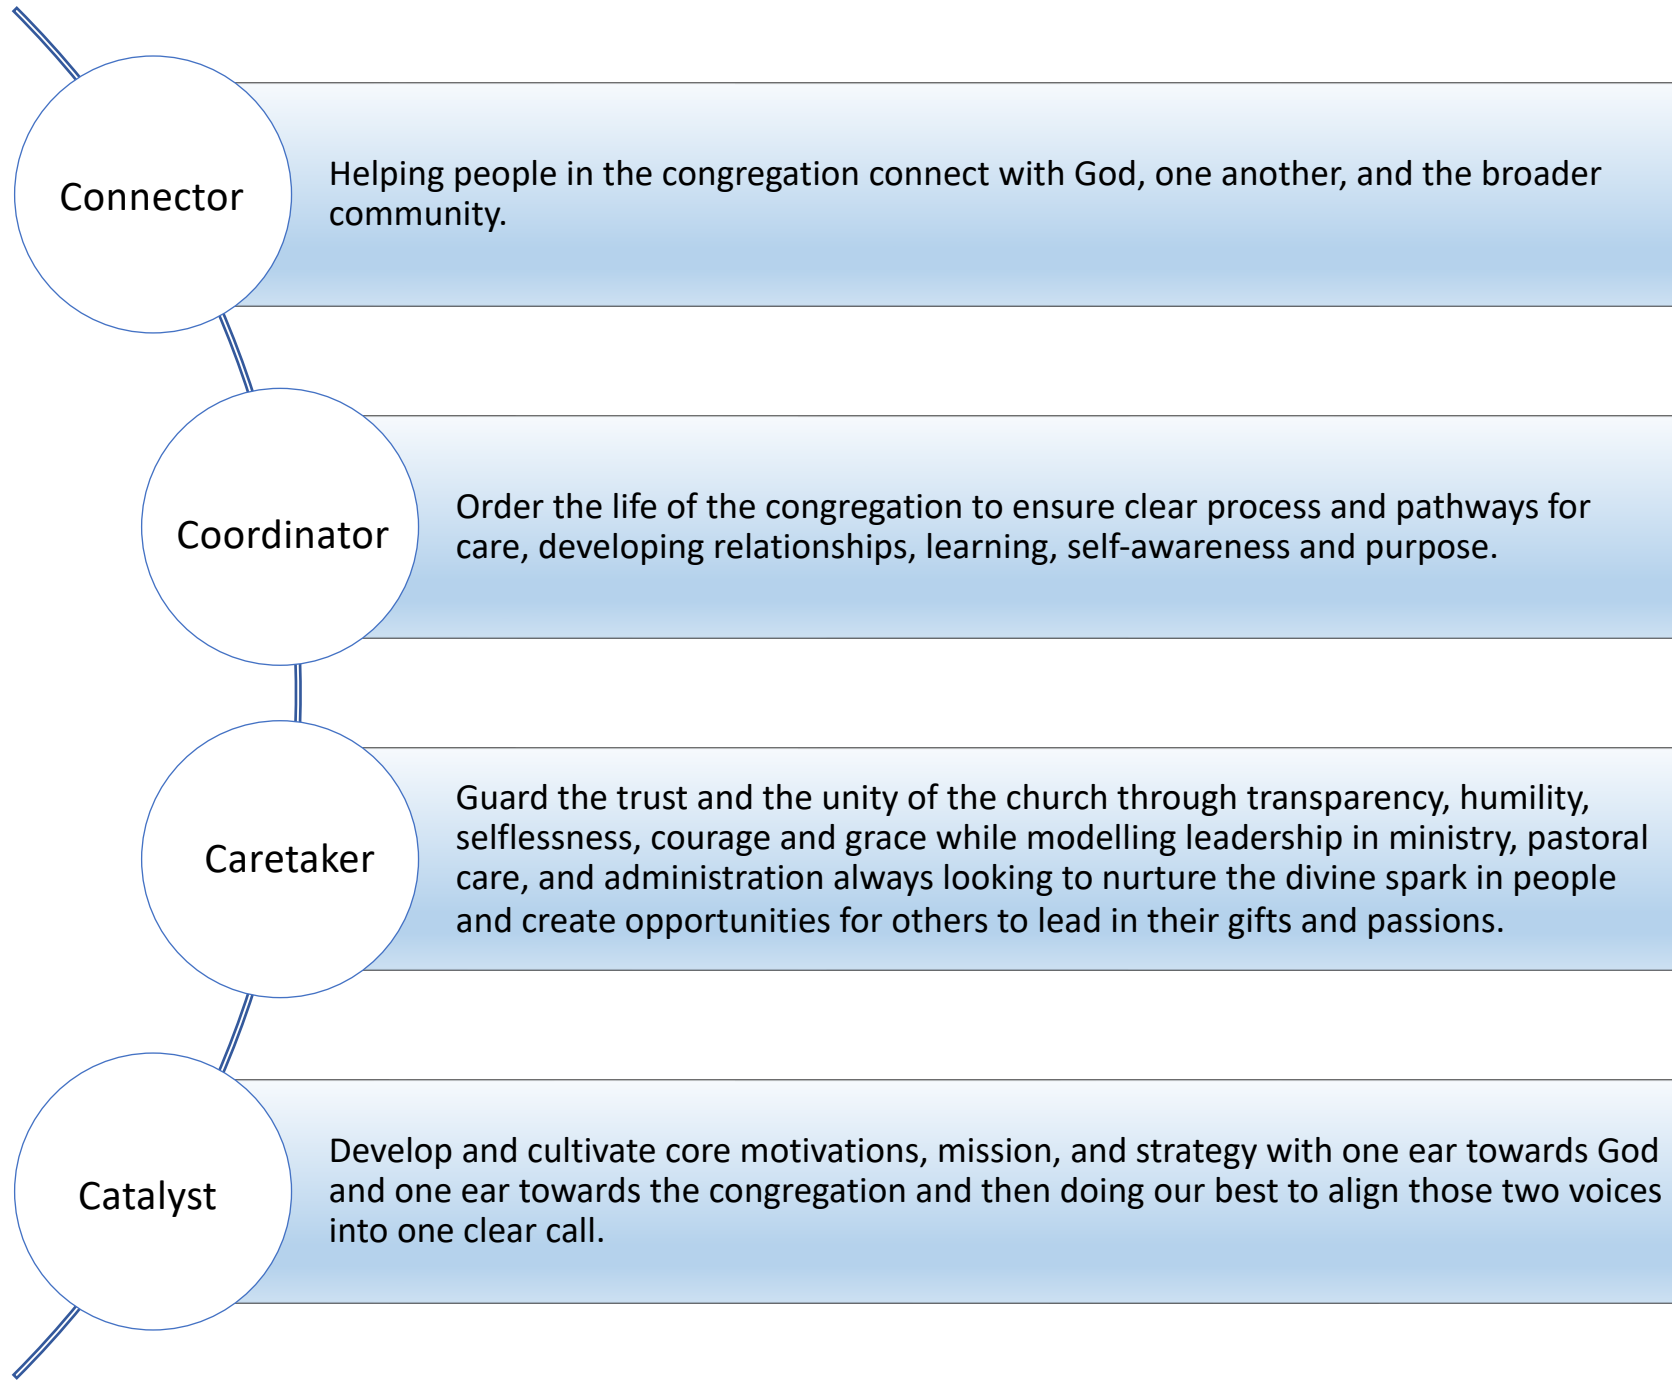 Connector
Helping people in the congregation connect with God, one another, and the broader
community.
Coordinator
Order the life of the congregation to ensure clear process and pathways for
care, developing relationships, learning, self-awareness and purpose.
Caretaker
Guard the trust and the unity of the church through transparency, humility,
selflessness, courage and grace while modelling leadership in ministry, pastoral
care, and administration always looking to nurture the divine spark in people
and create opportunities for others to lead in their gifts and passions.
Catalyst
Develop and cultivate core motivations, mission, and strategy with one ear towards God
and one ear towards the congregation and then doing our best to align those two voices
into one clear call.